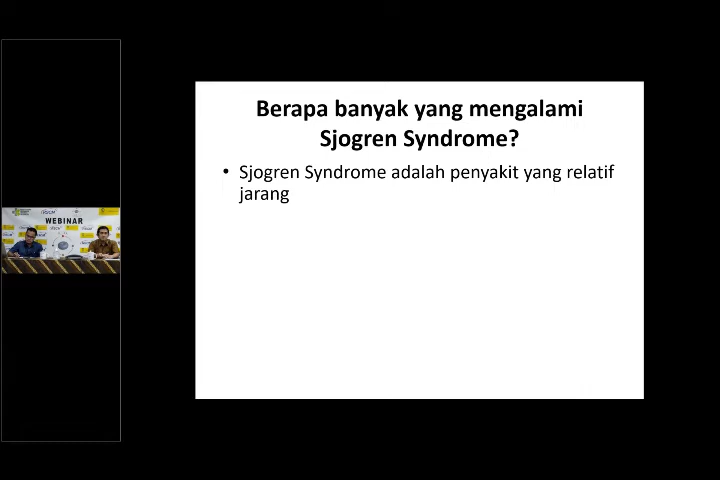 Berapa banyak yang mengalami
Sjogren Syndrome?
• Sjogren Syndrome adalah penyakit yang relatif
jarang
WEBINAR